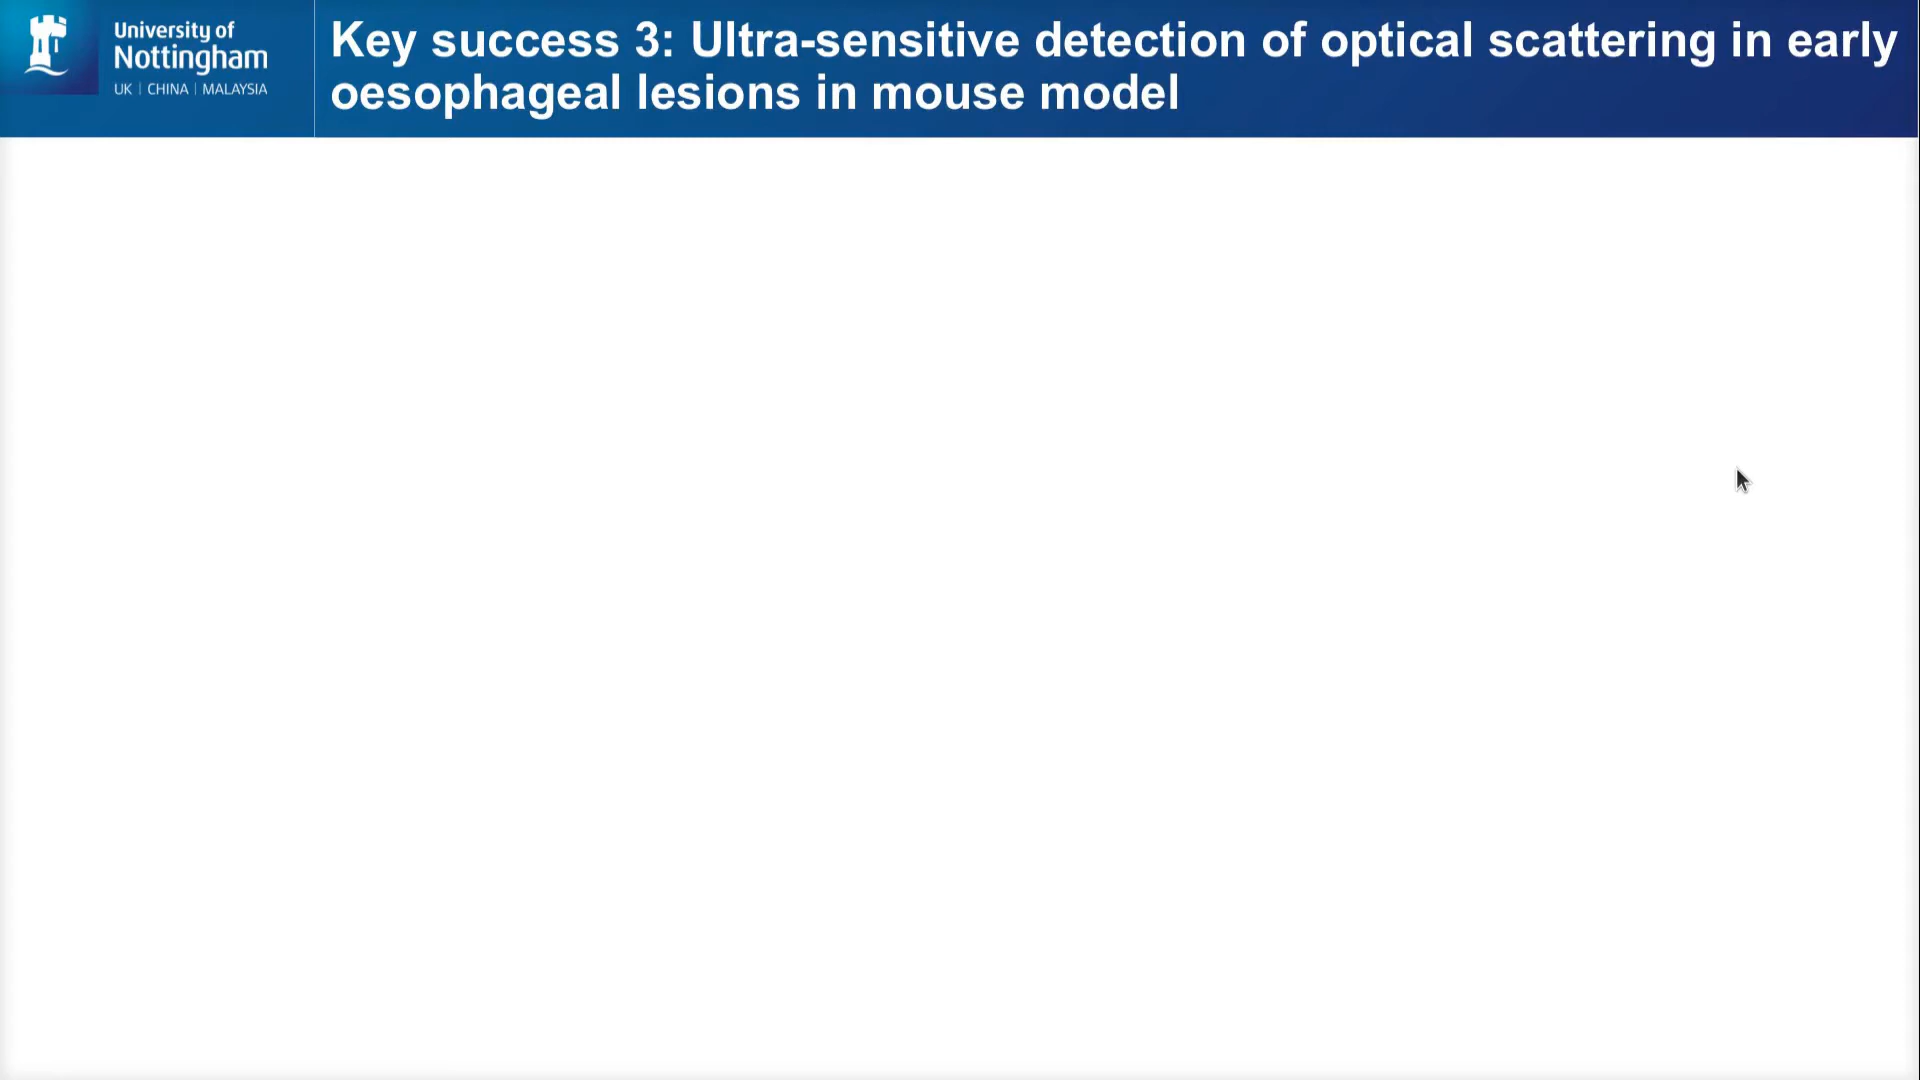 University of
Nottingham
UK | CHINA | MALAYSIA
Key success 3: Ultra-sensitive detection of optical scattering in early
oesophageal lesions in mouse model